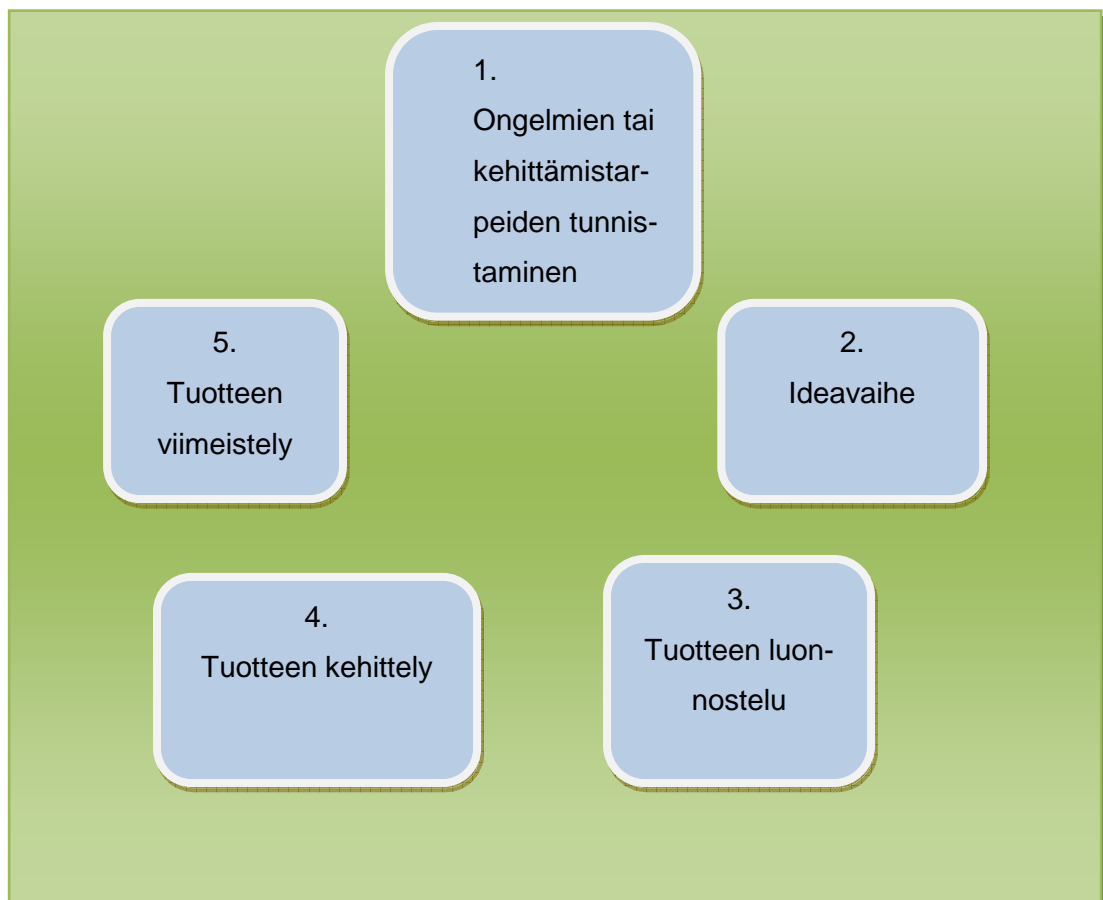 1.
Ongelmien tai
kehittämistar-
peiden tunnis-
taminen
2.
Ideavaihe
3.
Tuotteen luon-
nostelu
4.
Tuotteen kehittely
5.
Tuotteen
viimeistely